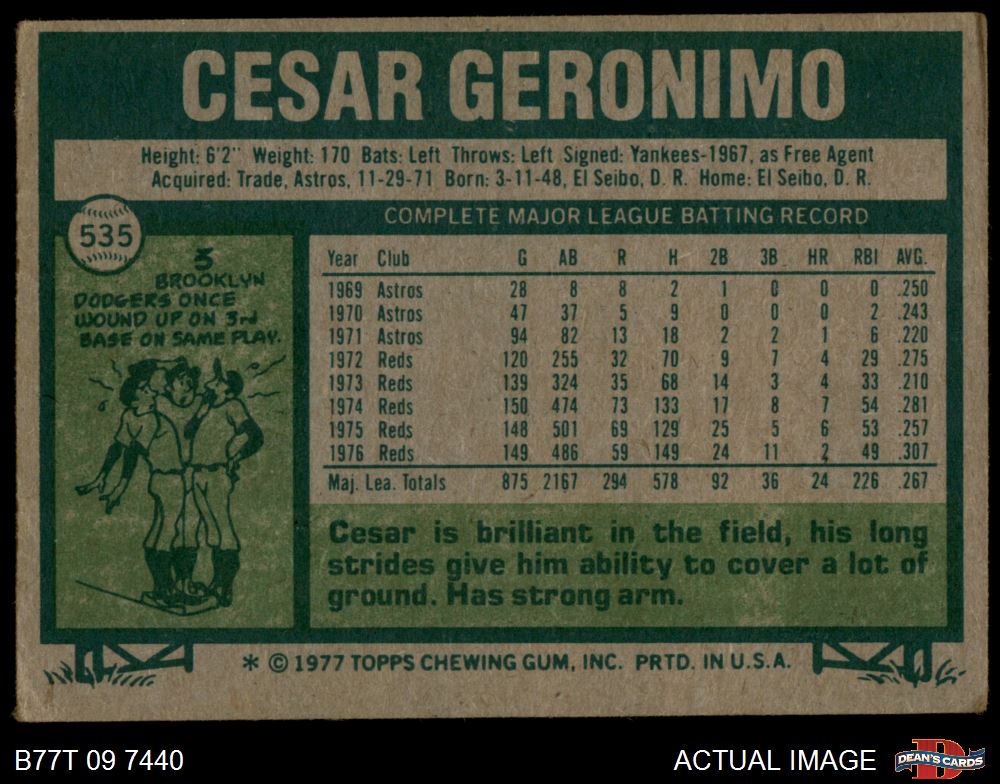 CESAR GERONIMO
Height: 6'2" Weight: 170 Bats: Left Throws: Left Signed: Yankees-1967, as Free Agent
Acquired: Trade, Astros, 11-29-71 Born: 3-11-48, El Seibo, D. R. Home: El Seibo, D. R.
535
3
BROOKLYN
DODGERS ONCE
WOUND UP ON 3rd
BASE ON SAME PLAY.
COMPLETE MAJOR LEAGUE BATTING RECORD
Year Club G AB R H 2B 3B HR RBI AVG.
1969 Astros 28 8 8 2 1 0 0 0 .250
1970 Astros 47 37 5 9 0 0 0 2 .243
1971 Astros 94 82 13 18 2 2 1 6 .220
1972 Reds 120 255 32 70 9 7 4 29 .275
1973 Reds 139 324 35 68 14 3 4 33 .210
1974 Reds 150 474 73 133 17 8 7 54 .281
1975 Reds 148 501 69 129 25 5 6 53 .257
1976 Reds 149 486 59 149 24 11 2 49 .307
Maj. Lea. Totals 875 2167 294 578 92 36 24 226 .267
Cesar is brilliant in the field, his long
strides give him ability to cover a lot of
ground. Has strong arm.
* © 1977 TOPPS CHEWING GUM, INC. PRTD. IN U.S.A.
B77T 09 7440
ACTUAL IMAGE
D
DEAN'S CARDS